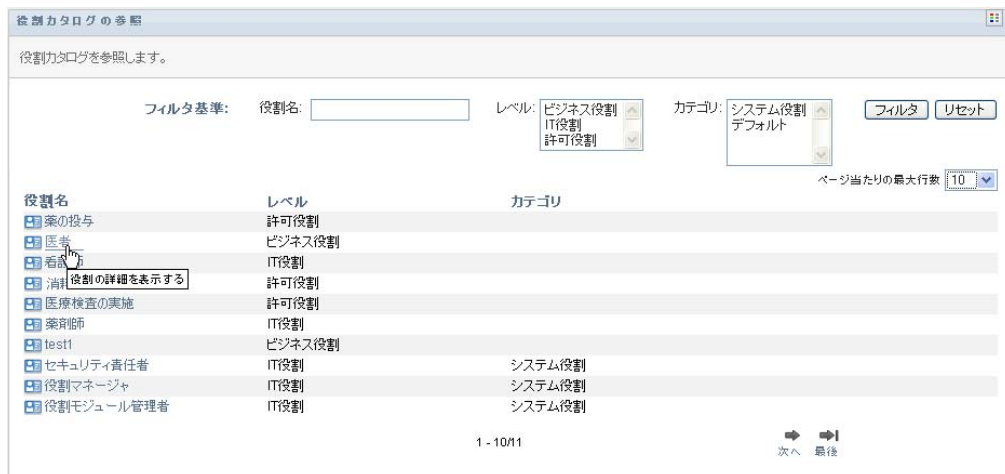 役割カタログの参照
役割カタログを参照します。
フィルタ基準: 役割名: レベル: ビジネス役割 IT役割 許可役割 カテゴリ: システム役割 デフォルト フィルタ リセット
ページ当たりの最大行数 10
役割名 レベル カテゴリ
薬の投与 許可役割
医者 ビジネス役割
看護師 IT役割
役割の詳細を表示する
消 許可役割
医療検査の実施 許可役割
薬剤師 IT役割
test1 ビジネス役割
セキュリティ責任者 IT役割 システム役割
役割マネージャ IT役割 システム役割
役割モジュール管理者 IT役割 システム役割
1 - 10/11 次へ 最後